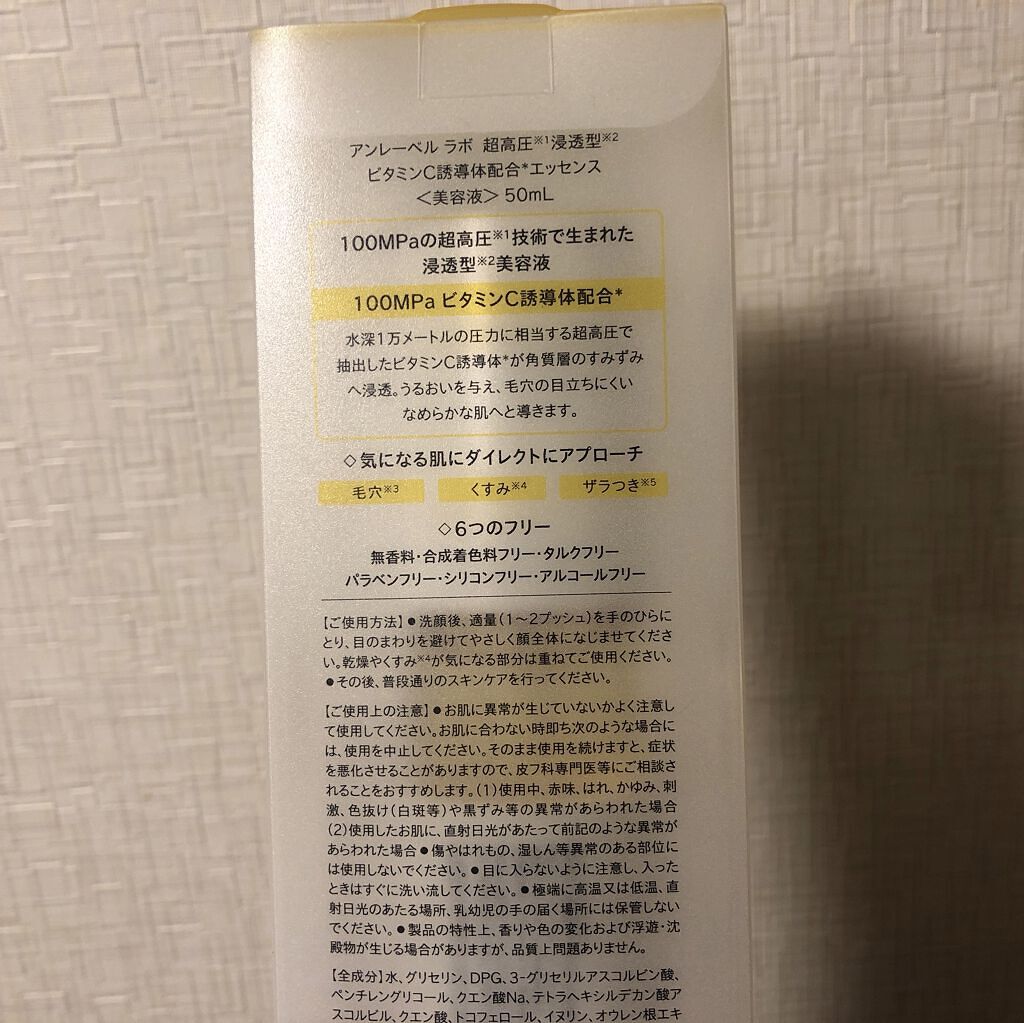 アンレーベル ラボ 超高圧※1浸透型※2
ビタミンC誘導体配合*エッセンス
＜美容液＞ 50mL
100MPaの超高圧※1技術で生まれた
浸透型※2美容液
100MPa ビタミンC誘導体配合*
水深1万メートルの圧力に相当する超高圧で
抽出したビタミンC誘導体*が角質層のすみずみ
へ浸透。うるおいを与え、毛穴の目立ちにくい
なめらかな肌へと導きます。
◇気になる肌にダイレクトにアプローチ
毛穴※3 くすみ※4 ザラつき※5
◇6つのフリー
無香料・合成着色料フリー・タルクフリー
パラベンフリー・シリコンフリー・アルコールフリー
【ご使用方法】●洗顔後、適量（1～2プッシュ）を手のひらに
とり、目のまわりを避けてやさしく顔全体になじませてくださ
い。乾燥やくすみ※4が気になる部分は重ねてご使用ください。
●その後、普段通りのスキンケアを行ってください。
【ご使用上の注意】●お肌に異常が生じていないかよく注意し
て使用してください。お肌に合わない時即ち次のような場合に
は、使用を中止してください。そのまま使用を続けますと、症状
を悪化させることがありますので、皮フ科専門医等にご相談さ
れることをおすすめします。（1）使用中、赤味、はれ、かゆみ、刺
激、色抜け（白斑等）や黒ずみ等の異常があらわれた場合
（2）使用したお肌に、直射日光があたって前記のような異常が
あらわれた場合●傷やはれもの、湿しん等異常のある部位に
は使用しないでください。●目に入らないように注意し、入った
ときはすぐに洗い流してください。●極端に高温又は低温、直
射日光のあたる場所、乳幼児の手の届く場所には保管しない
でください。●製品の特性上、香りや色の変化および浮遊・沈
殿物が生じる場合がありますが、品質上問題ありません。
【全成分】水、グリセリン、DPG、3-グリセリルアスコルビン酸、
ペンチレングリコール、クエン酸Na、テトラヘキシルデカン酸ア
スコルビル、クエン酸、トコフェロール、イヌリン、オウレン根エキ